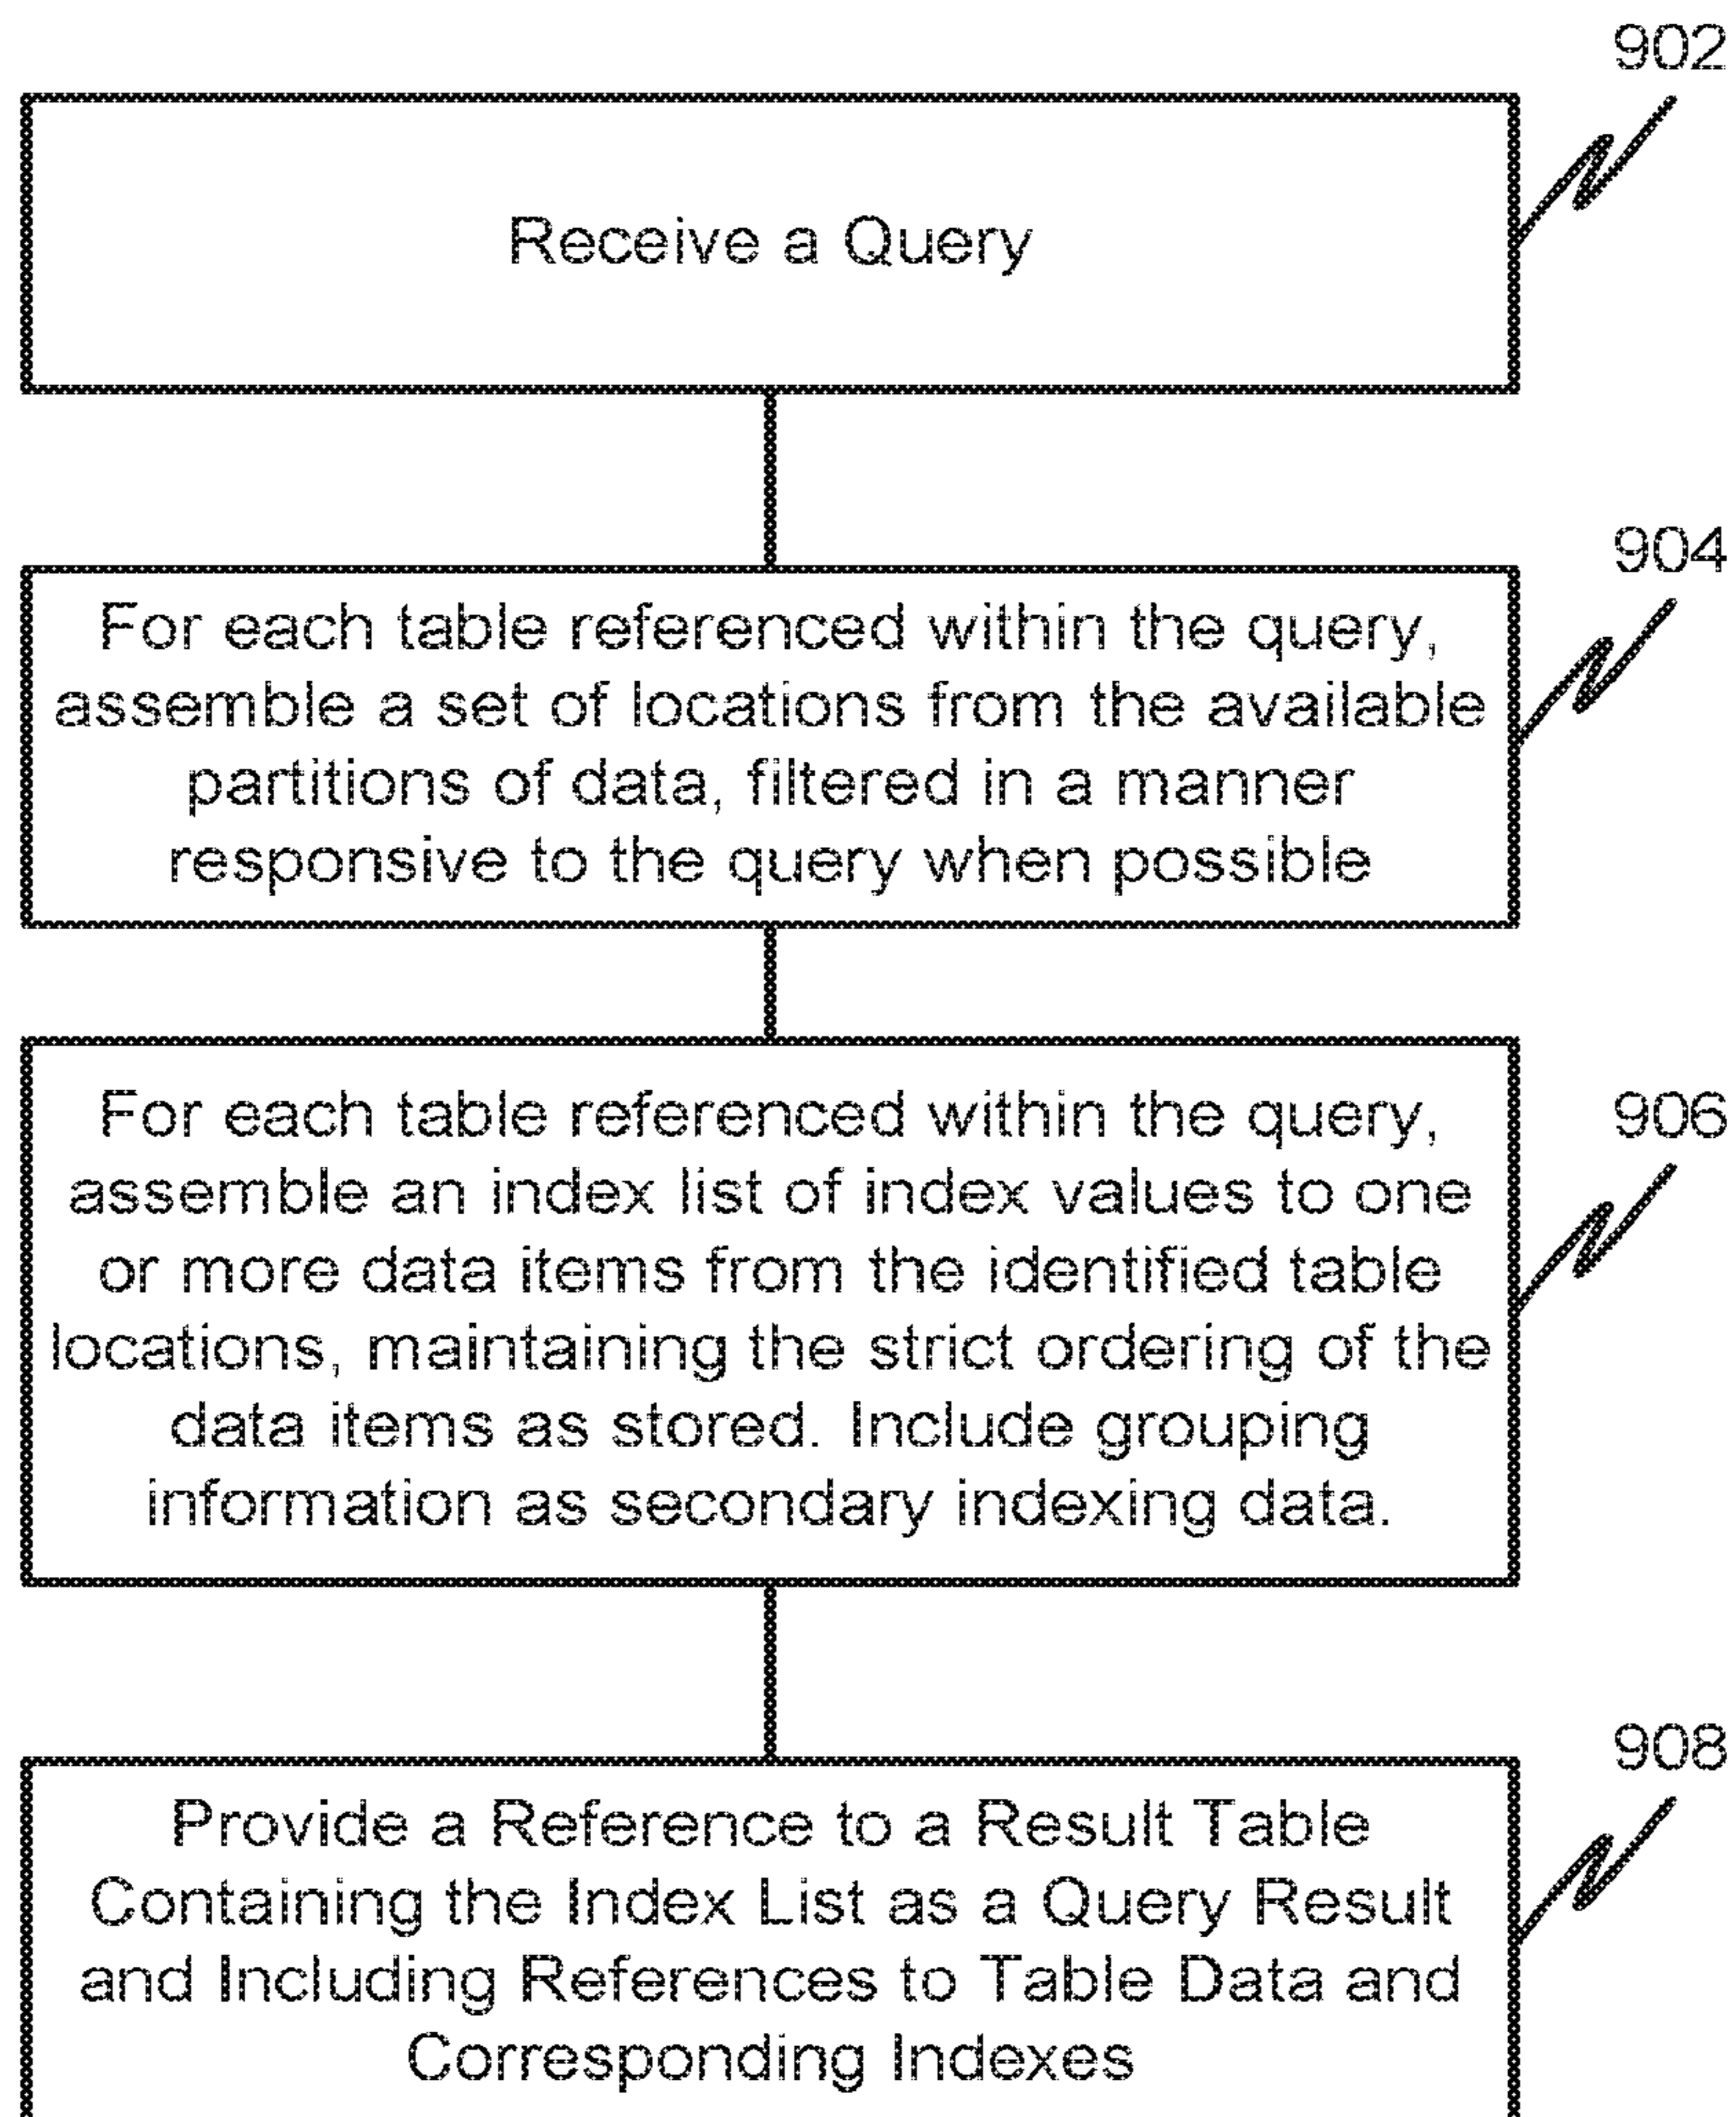 902
Receive a Query
904
For each table referenced within the query,
assemble a set of locations from the available
partitions of data, filtered in a manner
responsive to the query when possible
906
For each table referenced within the query,
assemble an index list of index values to one
or more data items from the identified table
locations, maintaining the strict ordering of the
data items as stored. Include grouping
information as secondary indexing data.
908
Provide a Reference to a Result Table
Containing the Index List as a Query Result
and Including References to Table Data and
Corresponding Indexes